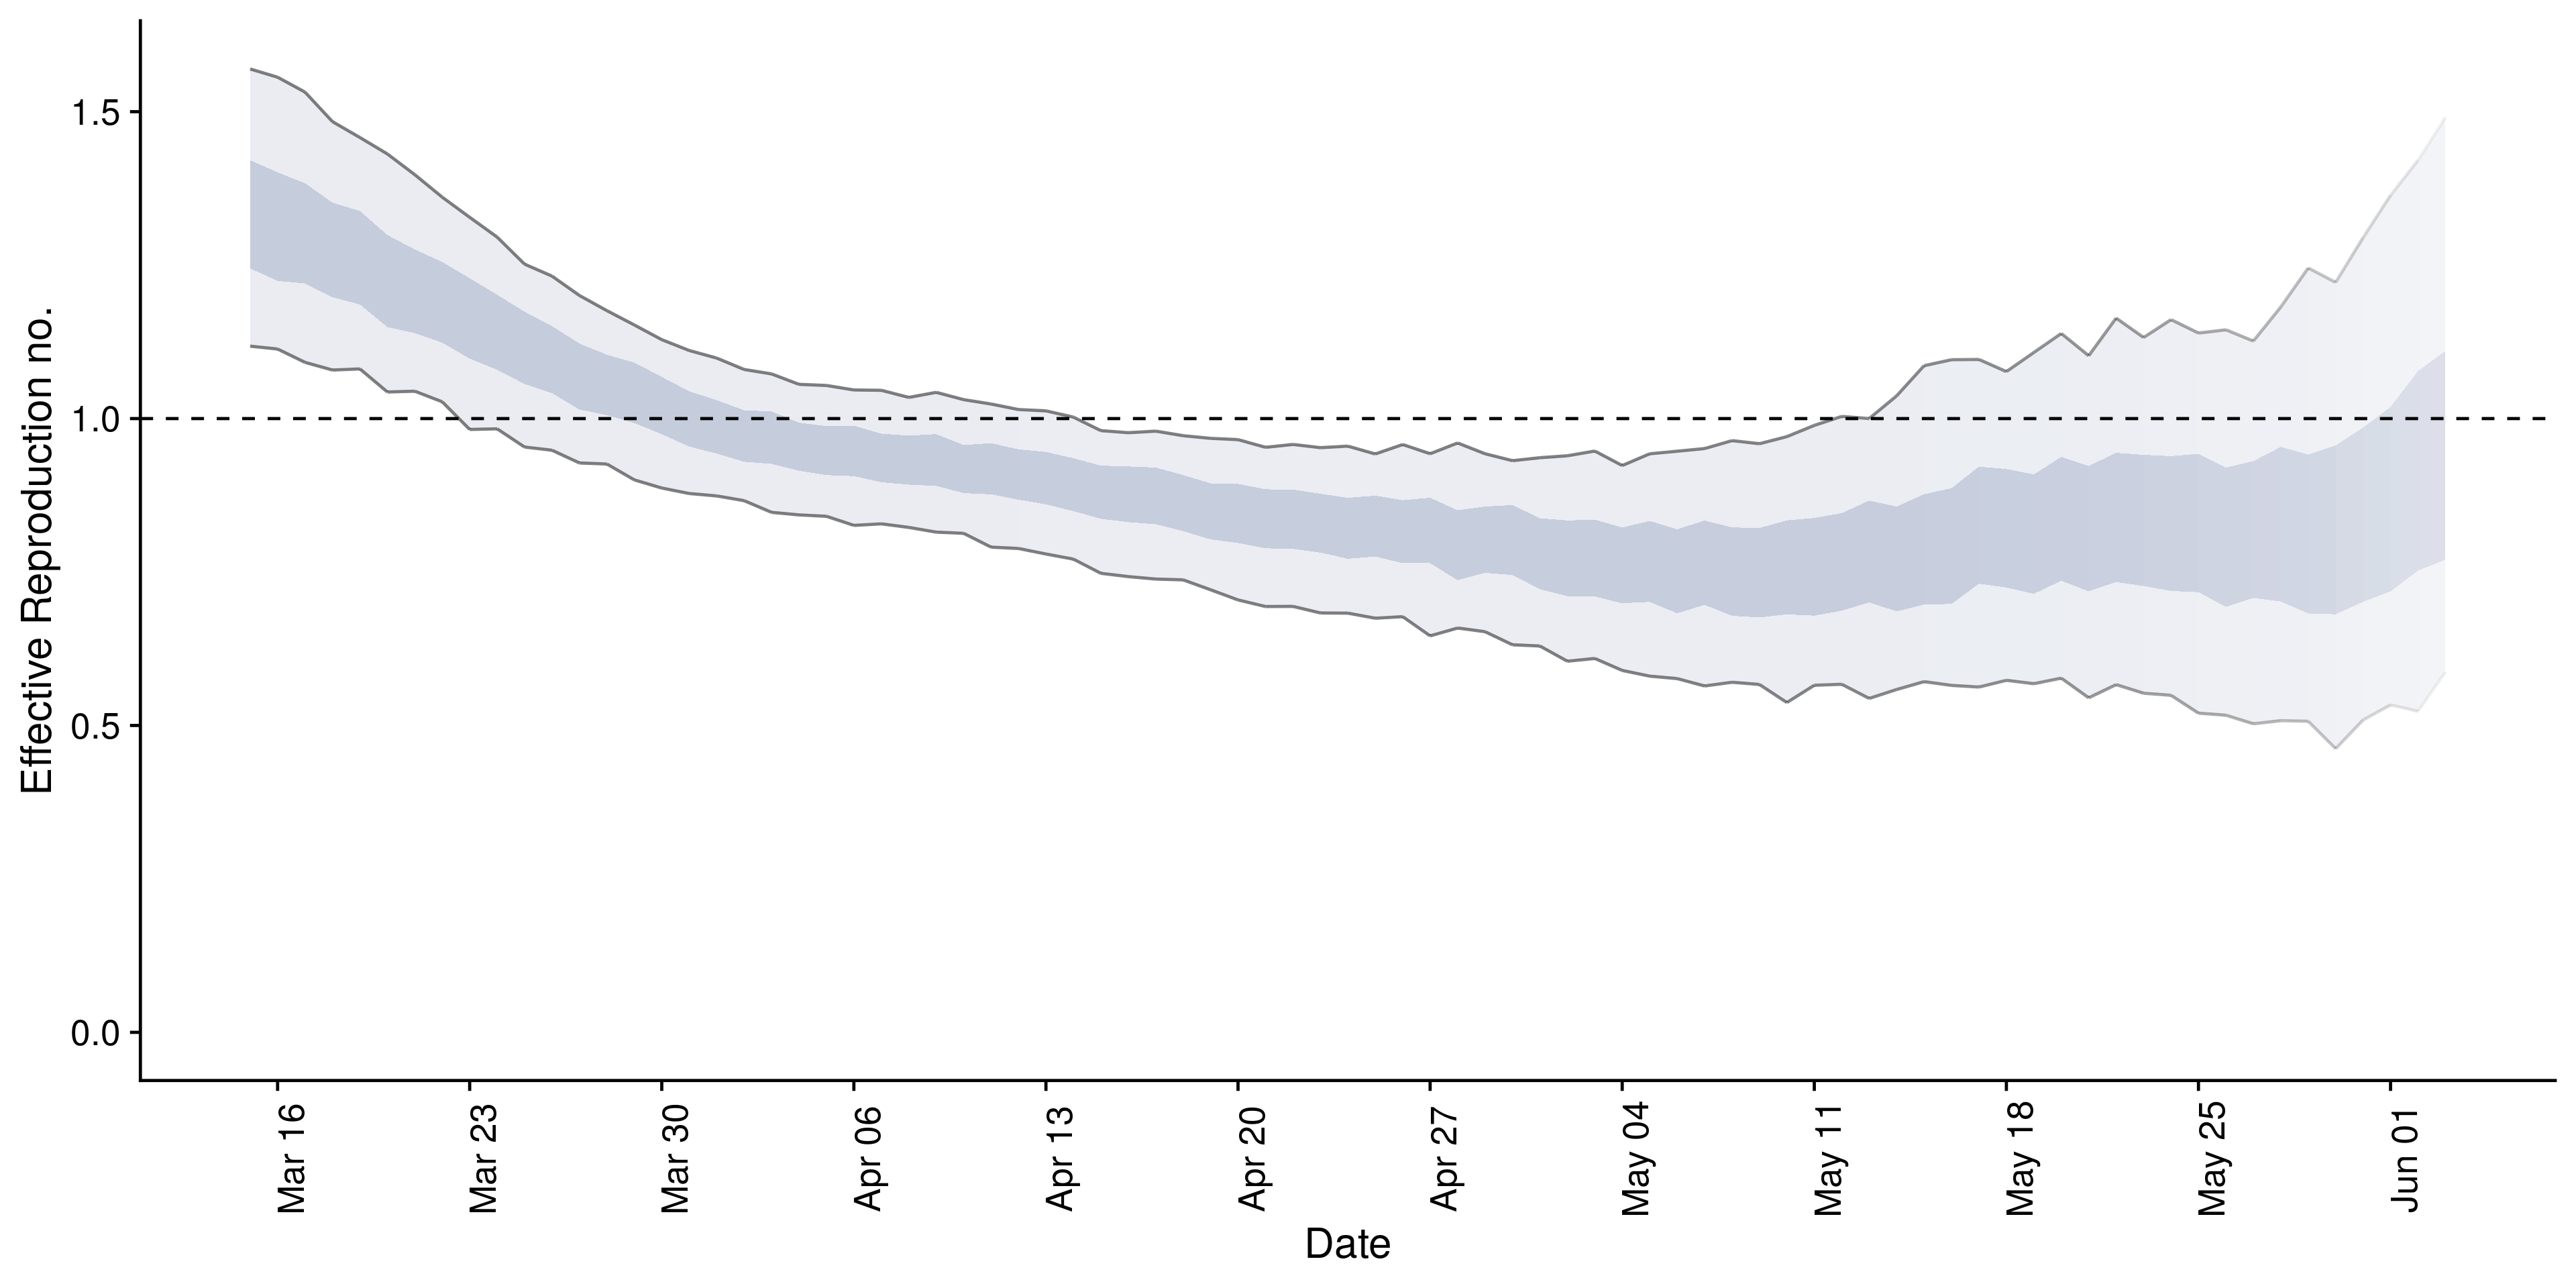 Effective Reproduction no.
1.5
1.0
0.5
0.0
Mar 16
Mar 23
Mar 30
Apr 06
Apr 13
Apr 20
Apr 27
May 04
May 11
May 18
May 25
Jun 01
Date